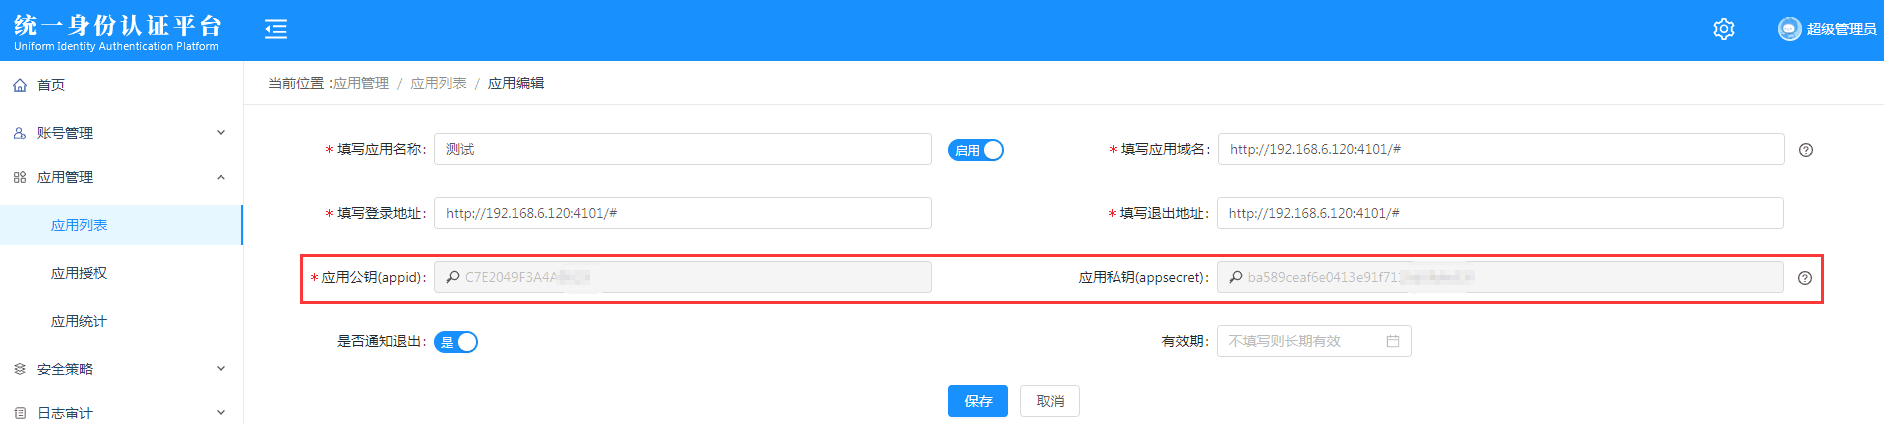 统一身份认证平台
Uniform Identity Authentication Platform
超级管理员
首页
账号管理
应用管理
应用列表
应用授权
应用统计
安全策略
日志审计
当前位置 :应用管理 / 应用列表 / 应用编辑
* 填写应用名称: 测试 启用
* 填写应用域名: http://192.168.6.120:4101/#
* 填写登录地址: http://192.168.6.120:4101/#
* 填写退出地址: http://192.168.6.120:4101/#
* 应用公钥(appid): C7E2049F3A4A
应用私钥(appsecret): ba589ceaf6e0413e91f71
是否通知退出: 是
有效期: 不填写则长期有效
保存 取消